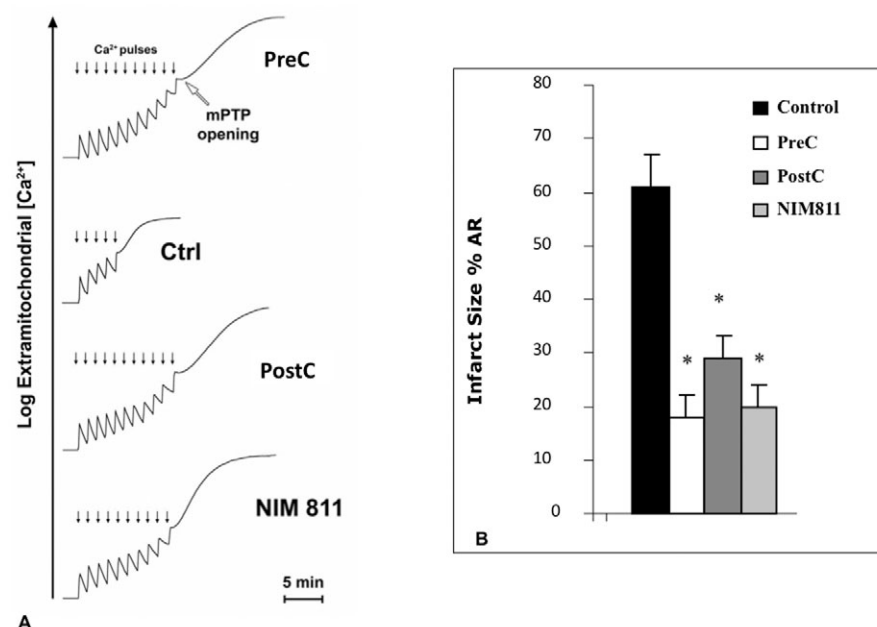 Log Extramitochondrial [Ca²⁺]
Ca²⁺ pulses
PreC
mPTP
opening
Ctrl
PostC
NIM 811
5 min
A
Infarct Size % AR
80
70
60
50
40
30
20
10
0
Control
PreC
PostC
NIM811
*
*
*
B